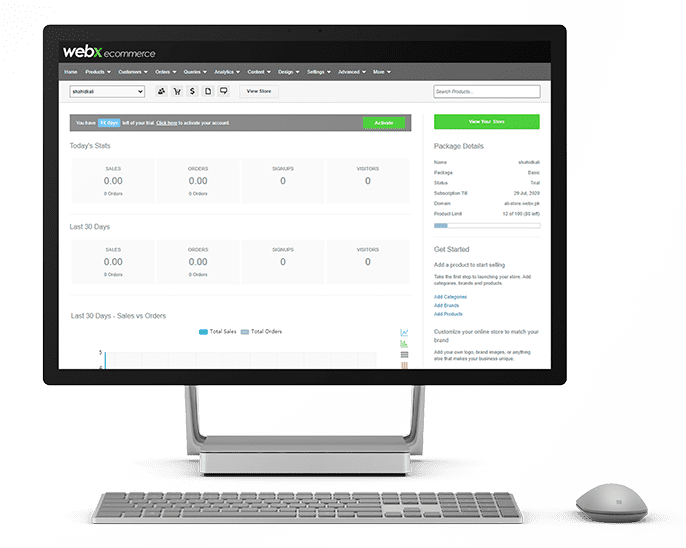 webx ecommerce
Home Products Customers Orders Queries Analytics Content Design Settings Advanced More
shahidkali
$
View Store
Search Products...
You have 14 days left of your trial. Click here to activate your account.
Activate
View Your Store
Today's Stats
SALES ORDERS SIGNUPS VISITORS
0.00 0.00 0 0
0 Orders 0 Orders
Package Details
Name shahidkali
Package Basic
Status
Subscription Till 29 Jul, 2020
Domain
Product Limit 12 of 100 (88 left)
Last 30 Days
SALES ORDERS SIGNUPS VISITORS
0.00 0.00 0 0
0 Orders 0 Orders
Get Started
Add a product to start selling
Take the first step to launching your store. Add
categories, brands and products
Add Categories
Add Brands
Add Products
Last 30 Days - Sales vs Orders
Total Sales Total Orders
5
Customize your online store to match your
brand
Add your own logo, brand images, or anything
else that makes your business unique.